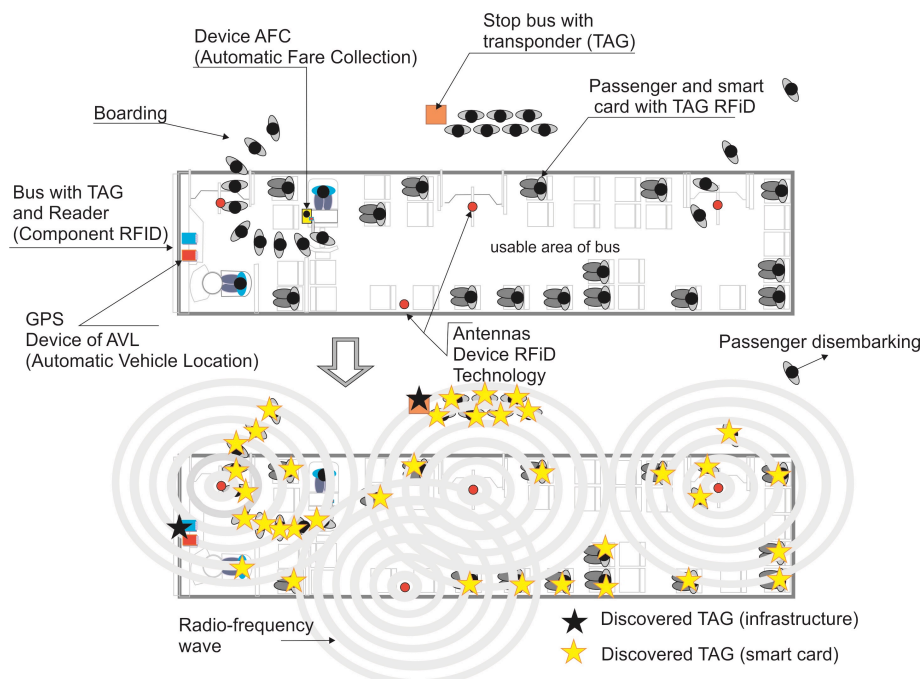 Stop bus with
transponder (TAG)
Device AFC
(Automatic Fare Collection)
Passenger and smart
card with TAG RFiD
Boarding
Bus with TAG
and Reader
(Component RFID)
usable area of bus
GPS
Device of AVL
(Automatic Vehicle Location)
Antennas
Device RFiD
Technology
Passenger disembarking
Radio-frequency
wave
Discovered TAG (infrastructure)
Discovered TAG (smart card)